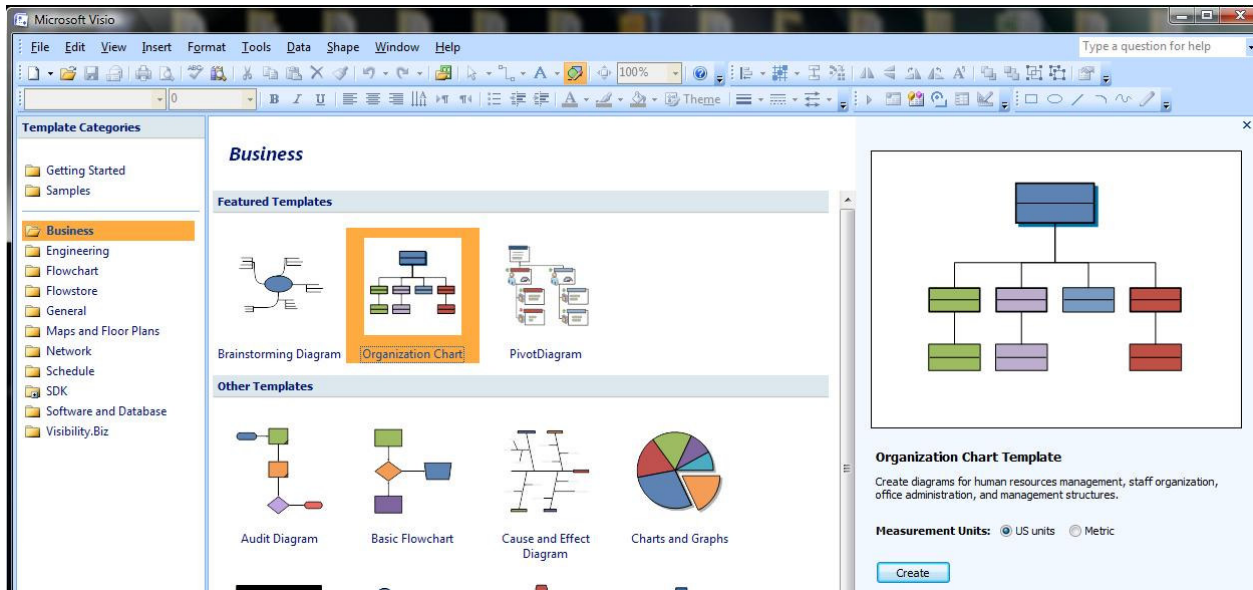 Microsoft Visio
File Edit View Insert Format Tools Data Shape Window Help
Type a question for help
100%
0
B I U
A
Theme
Template Categories
Getting Started
Samples
Business
Engineering
Flowchart
Flowstore
General
Maps and Floor Plans
Network
Schedule
SDK
Software and Database
Visibility.Biz
Business
Featured Templates
Brainstorming Diagram
Organization Chart
PivotDiagram
Other Templates
Audit Diagram
Basic Flowchart
Cause and Effect
Diagram
Charts and Graphs
Organization Chart Template
Create diagrams for human resources management, staff organization,
office administration, and management structures.
Measurement Units: US units Metric
Create